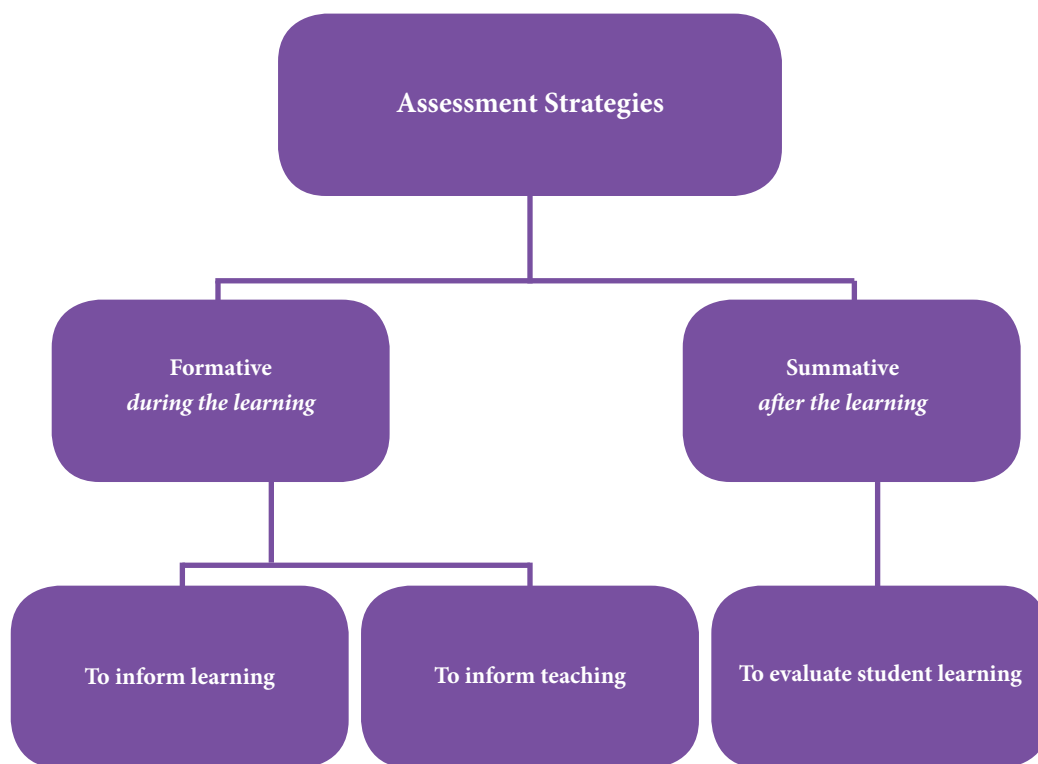 Assessment Strategies
Formative
during the learning
Summative
after the learning
To inform learning
To inform teaching
To evaluate student learning